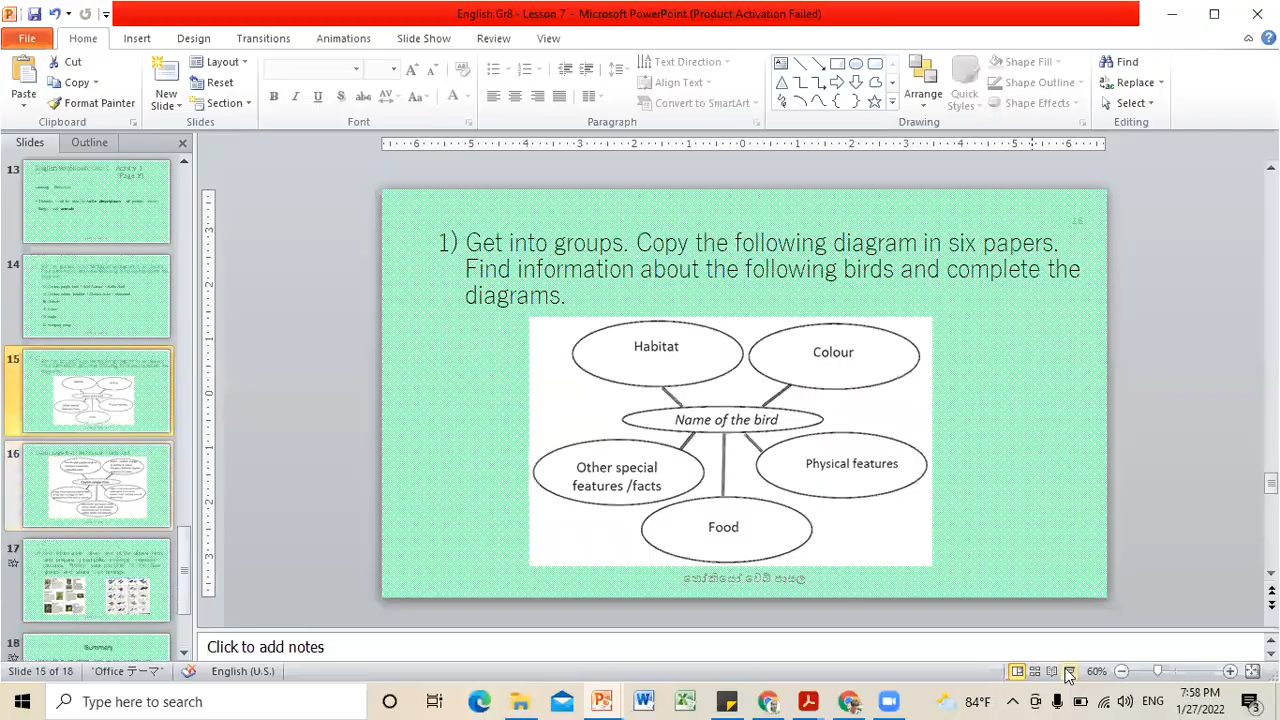 English Gr8 - Lesson 7 - Microsoft PowerPoint (Product Activation Failed)
File Home Insert Design Transitions Animations Slide Show Review View
Paste
Cut
Copy
Format Painter
Clipboard
New Slide
Layout
Reset
Section
Slides
Font
Text Direction
Align Text
Convert to SmartArt
Paragraph
Arrange
Quick Styles
Shape Fill
Shape Outline
Shape Effects
Drawing
Find
Replace
Select
Editing
Slides Outline
13
14
15
16
17
18
Summary
1) Get into groups. Copy the following diagram in six papers.
Find information about the following birds and complete the
diagrams.
Habitat
Colour
Name of the bird
Other special
features /facts
Physical features
Food
Click to add notes
Slide 15 of 18 "Office テーマ" English (U.S.) 60%
Type here to search
84°F
ENG
7:58 PM
1/27/2022